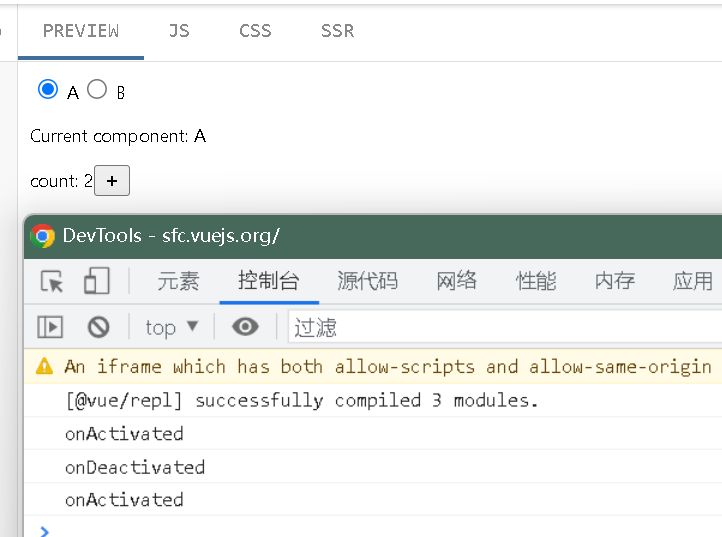 PREVIEW JS CSS SSR
A B
Current component: A
count: 2 +
DevTools - sfc.vuejs.org/
元素 控制台 源代码 网络 性能 内存 应用
top ▼ 过滤
An iframe which has both allow-scripts and allow-same-origin
[@vue/repl] successfully compiled 3 modules.
onActivated
onDeactivated
onActivated